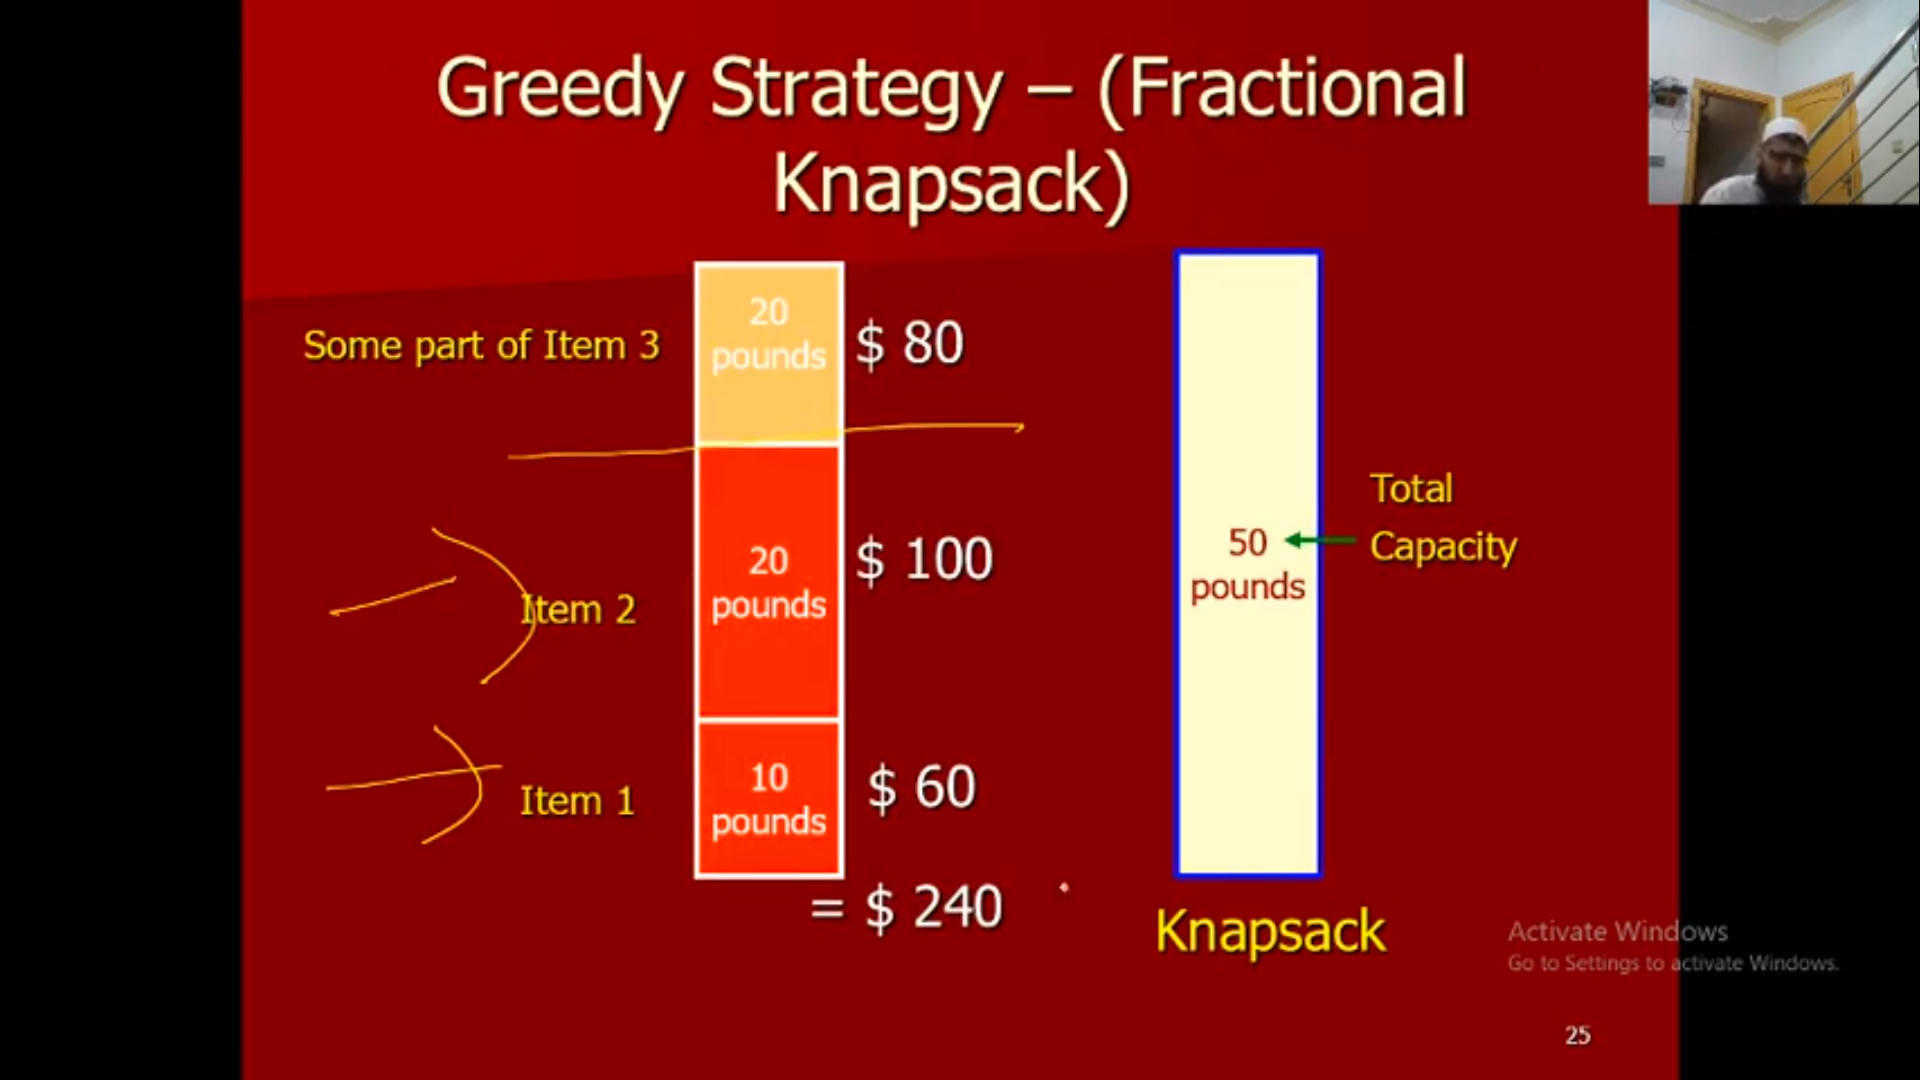 Greedy Strategy – (Fractional
Knapsack)
Some part of Item 3
20
pounds
$ 80
Item 2
20
pounds
$ 100
Item 1
10
pounds
$ 60
= $ 240
50
pounds
Total
Capacity
Knapsack
Activate Windows
Go to Settings to activate Windows.
25